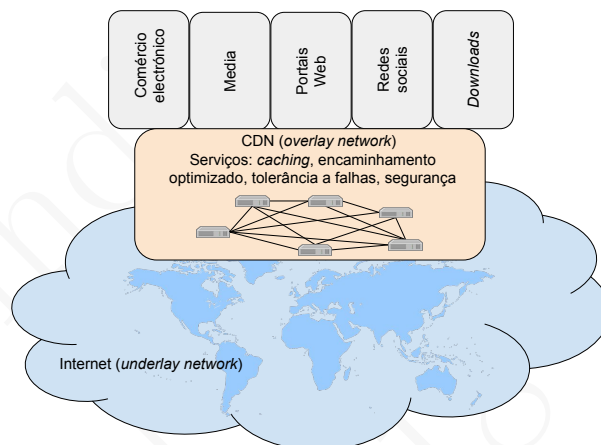 Comércio
electrónico
Media
Portais
Web
Redes
sociais
Downloads
CDN (overlay network)
Serviços: caching, encaminhamento
optimizado, tolerância a falhas, segurança
Internet (underlay network)